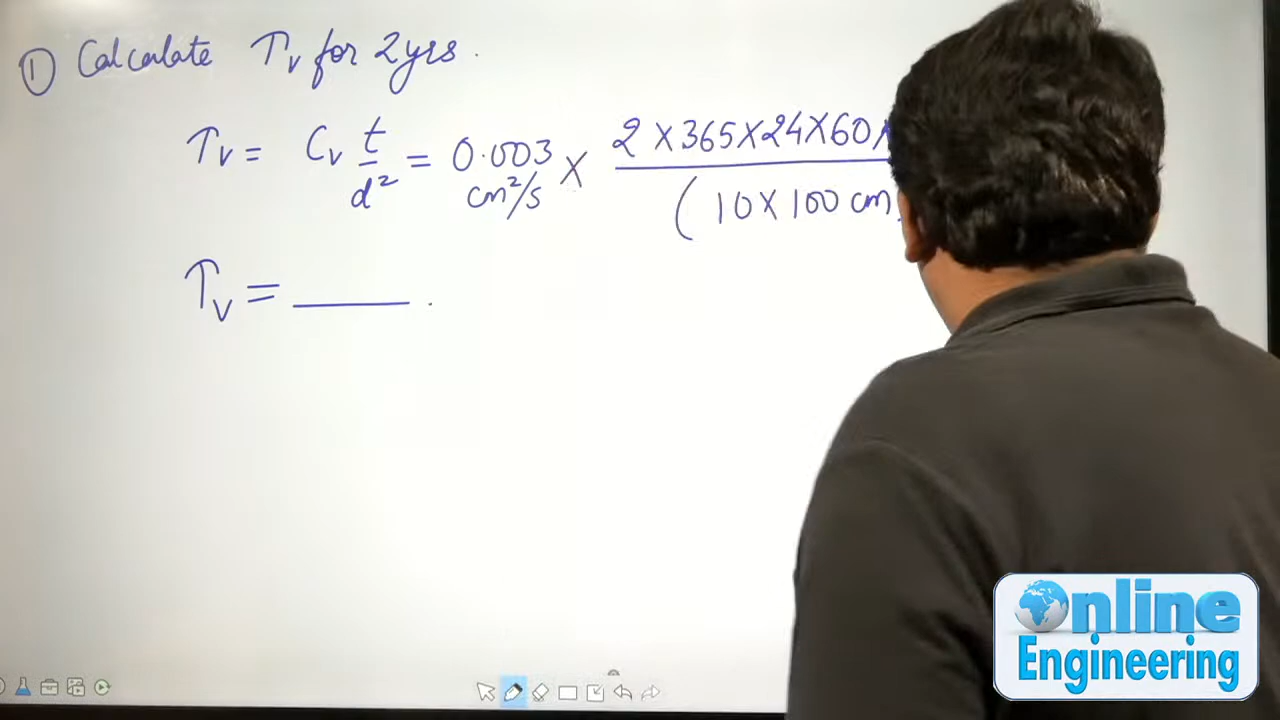 ① Calculate Tv for 2yrs.
Tv = Cv t/d² = 0.003 cm²/s × 2 × 365 × 24 × 60 / (10 × 100 cm
Tv = ______ .
Online
Engineering